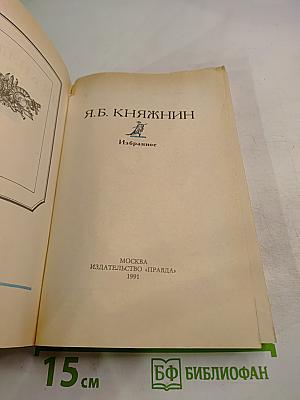 Я.Б. КНЯЖНИН
Избранное
МОСКВА
ИЗДАТЕЛЬСТВО «ПРАВДА»
1991
15 см
БФ БИБЛИОФАН